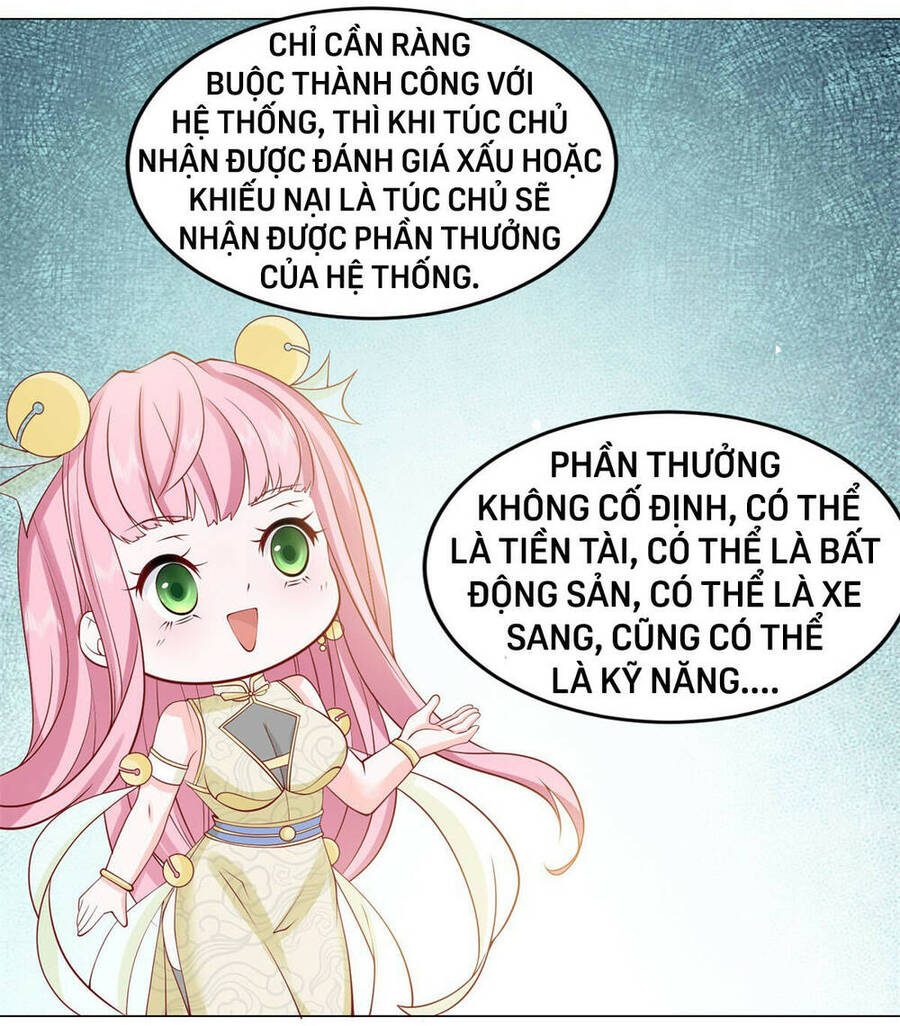 CHỈ CẦN RÀNG
BUỘC THÀNH CÔNG VỚI
HỆ THỐNG, THÌ KHI TÚC CHỦ
NHẬN ĐƯỢC ĐÁNH GIÁ XẤU HOẶC
KHIẾU NẠI LÀ TÚC CHỦ SẼ
NHẬN ĐƯỢC PHẦN THƯỞNG
CỦA HỆ THỐNG.
PHẦN THƯỞNG
KHÔNG CỐ ĐỊNH, CÓ THỂ
LÀ TIỀN TÀI, CÓ THỂ LÀ BẤT
ĐỘNG SẢN, CÓ THỂ LÀ XE
SANG, CŨNG CÓ THỂ
LÀ KỸ NĂNG....